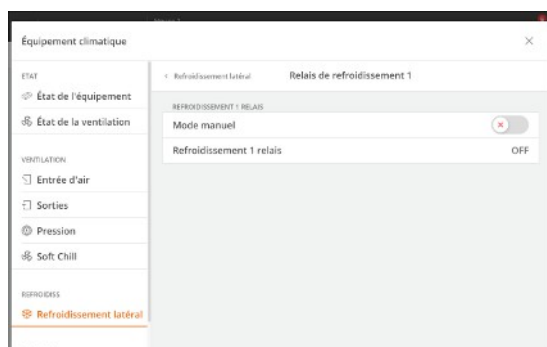 Équipement climatique
ETAT
État de l'équipement
État de la ventilation
VENTILATION
Entrée d'air
Sorties
Pression
Soft Chill
REFROIDISS
Refroidissement latéral
< Refroidissement latéral
Relais de refroidissement 1
REFROIDISSEMENT 1 RELAIS
Mode manuel
Refroidissement 1 relais OFF